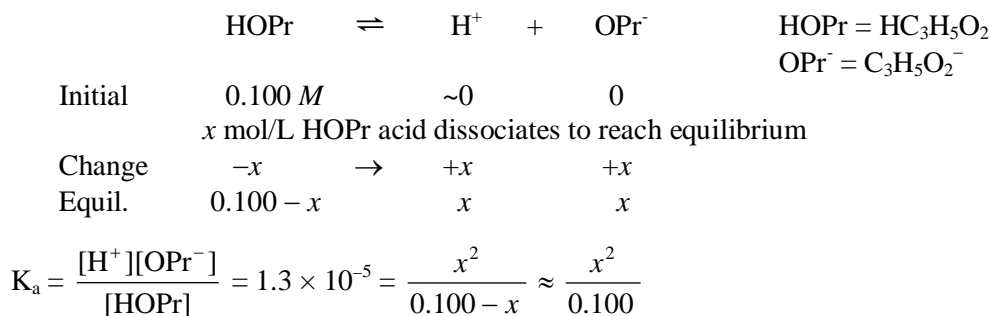 HOPr ⇌ H⁺ + OPr⁻ HOPr = HC₃H₅O₂
OPr⁻ = C₃H₅O₂⁻
Initial 0.100 M ~0 0
x mol/L HOPr acid dissociates to reach equilibrium
Change −x → +x +x
Equil. 0.100 − x x x
Kₐ = [H⁺][OPr⁻] / [HOPr] = 1.3 × 10⁻⁵ = x² / 0.100 − x ≈ x² / 0.100